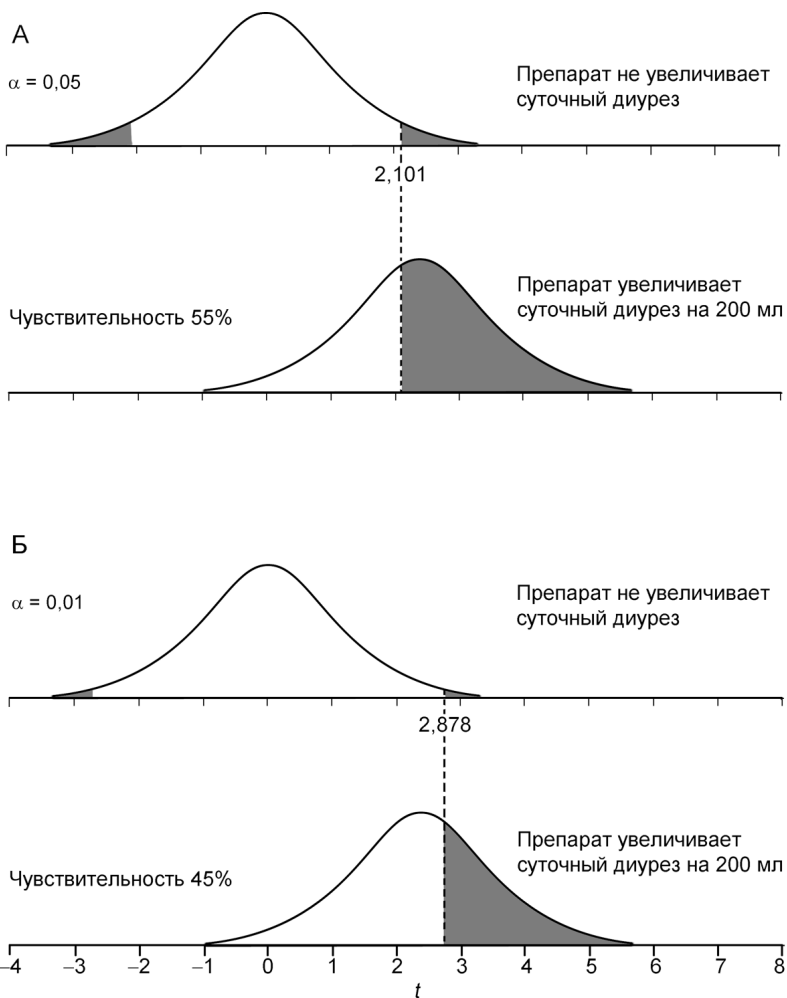 А
α = 0,05
Препарат не увеличивает
суточный диурез
2,101
Чувствительность 55%
Препарат увеличивает
суточный диурез на 200 мл
Б
α = 0,01
Препарат не увеличивает
суточный диурез
2,878
Чувствительность 45%
Препарат увеличивает
суточный диурез на 200 мл
–4 –3 –2 –1 0 1 2 3 4 5 6 7 8
t